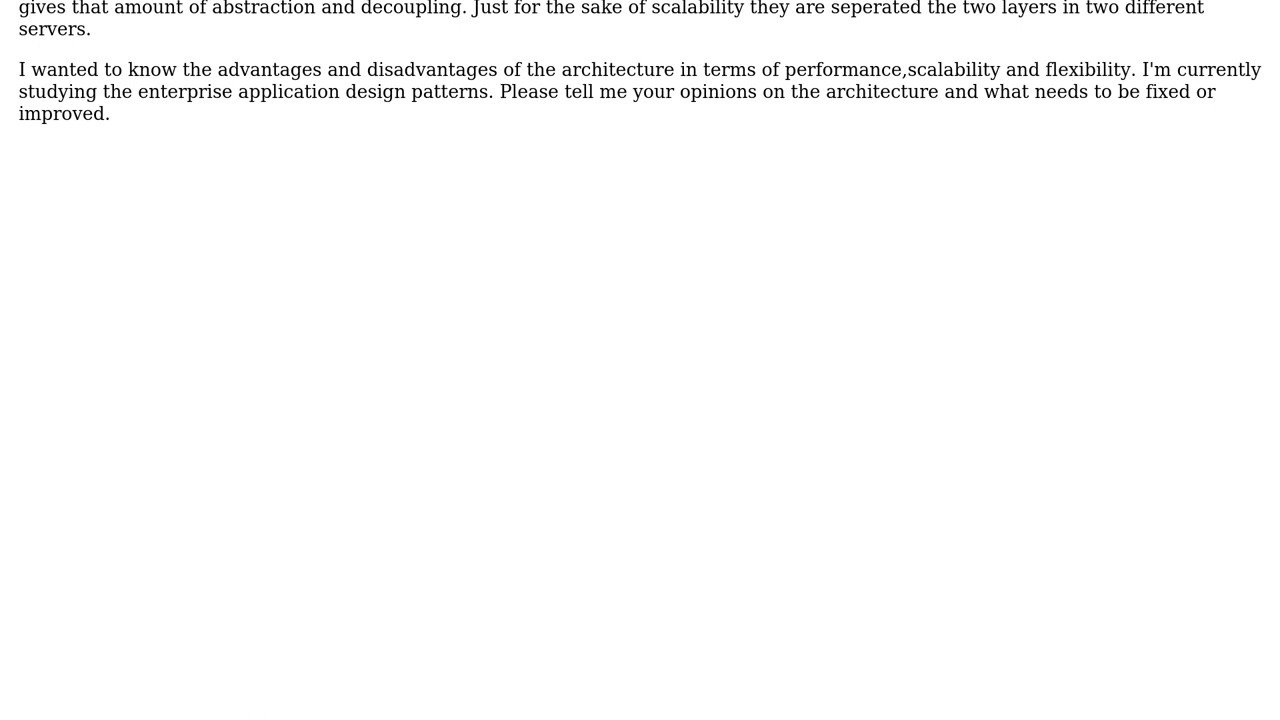 gives that amount of abstraction and decoupling. Just for the sake of scalability they are seperated the two layers in two different
servers.
I wanted to know the advantages and disadvantages of the architecture in terms of performance,scalability and flexibility. I'm currently
studying the enterprise application design patterns. Please tell me your opinions on the architecture and what needs to be fixed or
improved.